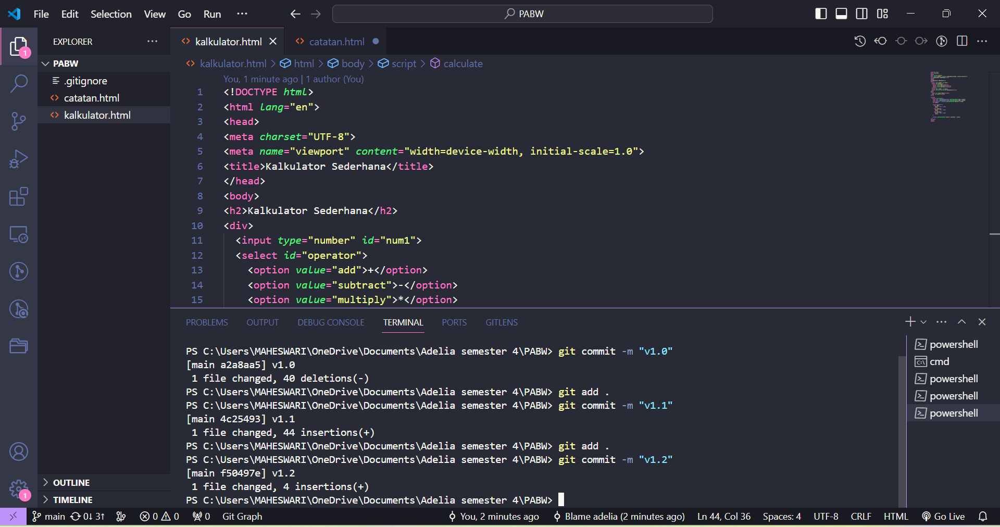 File Edit Selection View Go Run ··· PABW
EXPLORER ···
1
PABW
.gitignore
catatan.html
kalkulator.html
OUTLINE
TIMELINE
1
kalkulator.html catatan.html
kalkulator.html > html > body > script > calculate
You, 1 minute ago | 1 author (You)
1 <!DOCTYPE html>
2 <html lang="en">
3 <head>
4 <meta charset="UTF-8">
5 <meta name="viewport" content="width=device-width, initial-scale=1.0">
6 <title>Kalkulator Sederhana</title>
7 </head>
8 <body>
9 <h2>Kalkulator Sederhana</h2>
10 <div>
11 <input type="number" id="num1">
12 <select id="operator">
13 <option value="add">+</option>
14 <option value="subtract">-</option>
15 <option value="multiply">*</option>
PROBLEMS OUTPUT DEBUG CONSOLE TERMINAL PORTS GITLENS
PS C:\Users\MAHESWARI\OneDrive\Documents\Adelia semester 4\PABW> git commit -m "v1.0"
[main a2a8aa5] v1.0
1 file changed, 40 deletions(-)
PS C:\Users\MAHESWARI\OneDrive\Documents\Adelia semester 4\PABW> git add .
PS C:\Users\MAHESWARI\OneDrive\Documents\Adelia semester 4\PABW> git commit -m "v1.1"
[main 4c25493] v1.1
1 file changed, 44 insertions(+)
PS C:\Users\MAHESWARI\OneDrive\Documents\Adelia semester 4\PABW> git add .
PS C:\Users\MAHESWARI\OneDrive\Documents\Adelia semester 4\PABW> git commit -m "v1.2"
[main f50497e] v1.2
1 file changed, 4 insertions(+)
PS C:\Users\MAHESWARI\OneDrive\Documents\Adelia semester 4\PABW>
powershell
cmd
powershell
powershell
powershell
main 0↓ 3↑ 0 0 0 Git Graph You, 2 minutes ago Blame adelia (2 minutes ago) Ln 44, Col 36 Spaces: 4 UTF-8 CRLF HTML Go Live